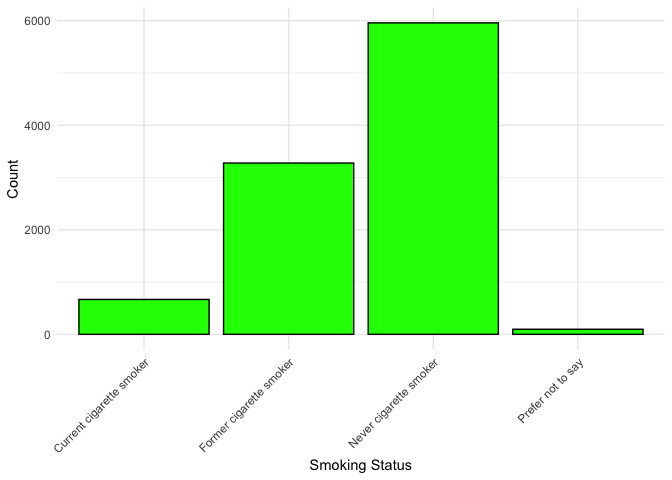 6000
4000
2000
0
Count
Current cigarette smoker
Former cigarette smoker
Never cigarette smoker
Prefer not to say
Smoking Status